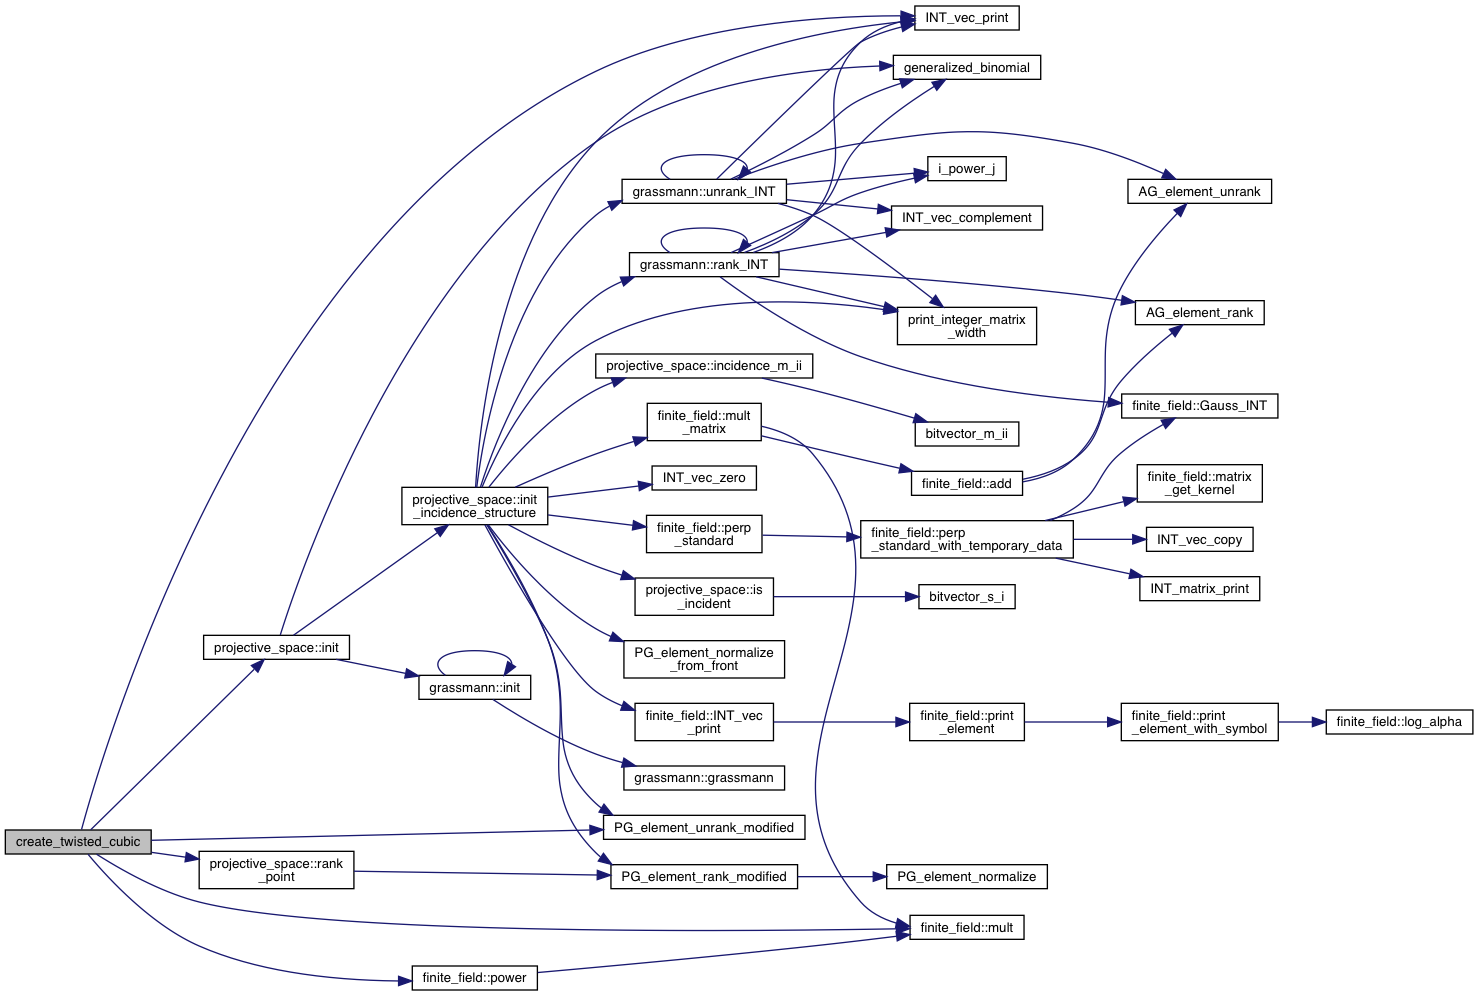 INT_vec_print
generalized_binomial
i_power_j
grassmann::unrank_INT
AG_element_unrank
INT_vec_complement
grassmann::rank_INT
AG_element_rank
print_integer_matrix
_width
projective_space::incidence_m_ii
finite_field::Gauss_INT
finite_field::mult
_matrix
bitvector_m_ii
INT_vec_zero
finite_field::add
finite_field::matrix
_get_kernel
projective_space::init
_incidence_structure
finite_field::perp
_standard
finite_field::perp
_standard_with_temporary_data
INT_vec_copy
INT_matrix_print
projective_space::is
_incident
bitvector_s_i
projective_space::init
PG_element_normalize
_from_front
grassmann::init
finite_field::INT_vec
_print
finite_field::print
_element
finite_field::print
_element_with_symbol
finite_field::log_alpha
grassmann::grassmann
PG_element_unrank_modified
create_twisted_cubic
projective_space::rank
_point
PG_element_rank_modified
PG_element_normalize
finite_field::mult
finite_field::power